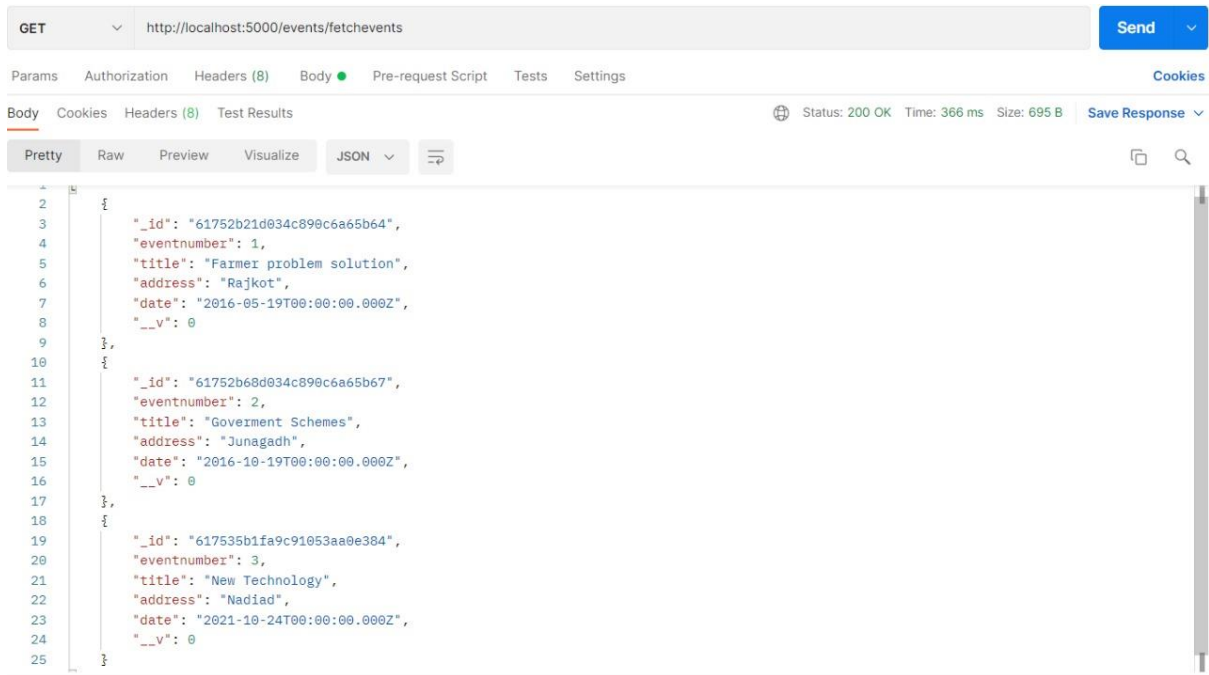 GET http://localhost:5000/events/fetchevents Send
Params Authorization Headers (8) Body Pre-request Script Tests Settings Cookies
Body Cookies Headers (8) Test Results Status: 200 OK Time: 366 ms Size: 695 B Save Response
Pretty Raw Preview Visualize JSON
1 [
2 {
3 "_id": "61752b21d034c890c6a65b64",
4 "eventnumber": 1,
5 "title": "Farmer problem solution",
6 "address": "Rajkot",
7 "date": "2016-05-19T00:00:00.000Z",
8 "__v": 0
9 },
10 {
11 "_id": "61752b68d034c890c6a65b67",
12 "eventnumber": 2,
13 "title": "Goverment Schemes",
14 "address": "Junagadh",
15 "date": "2016-10-19T00:00:00.000Z",
16 "__v": 0
17 },
18 {
19 "_id": "617535b1fa9c91053aa0e384",
20 "eventnumber": 3,
21 "title": "New Technology",
22 "address": "Nadiad",
23 "date": "2021-10-24T00:00:00.000Z",
24 "__v": 0
25 }